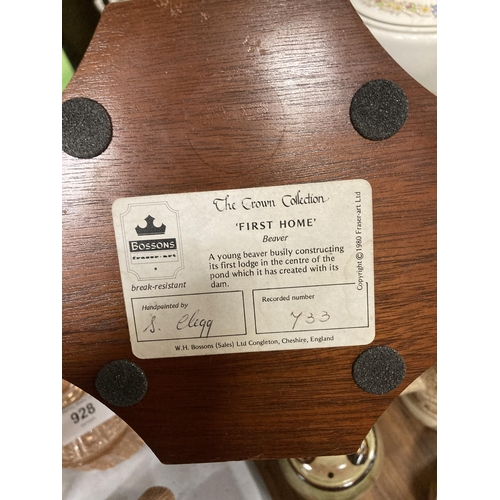 The Crown Collection
BOSSONS
fraser-art
break-resistant
'FIRST HOME'
Beaver
A young beaver busily constructing
its first lodge in the centre of the
pond which it has created with its
dam.
Copyright © 1980 Fraser-art Ltd
Handpainted by
S. Clegg
Recorded number
733
W.H. Bossons (Sales) Ltd Congleton, Cheshire, England
928